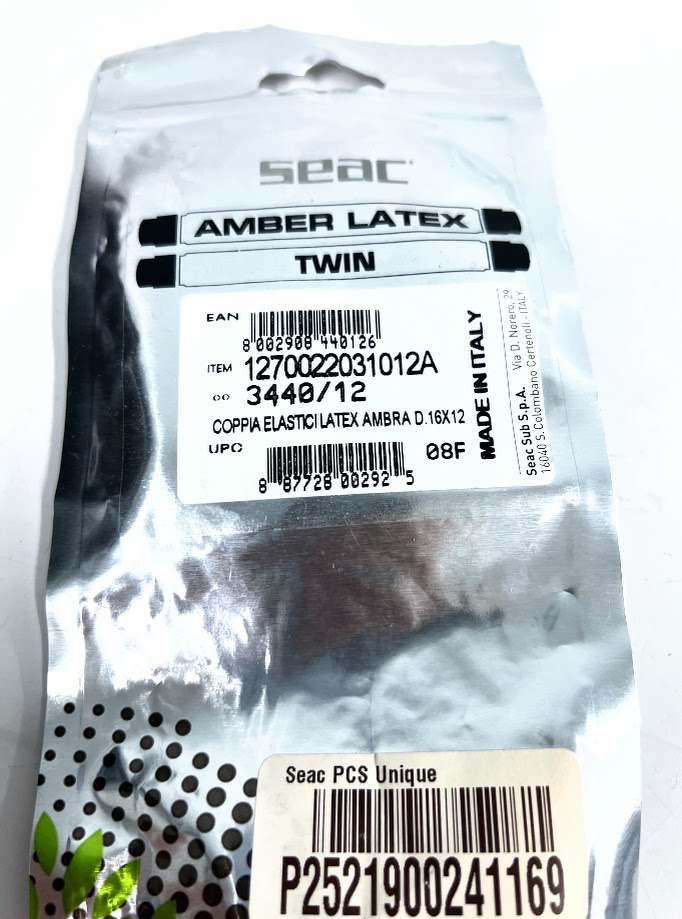 seac
AMBER LATEX
TWIN
EAN
8 002908 440126
ITEM 1270022031012A
OO 3440/12
COPPIA ELASTICI LATEX AMBRA D.16X12
UPC
08F
8 87728 00292 5
MADE IN ITALY
Seac Sub S.p.A. Via D. Norero, 29
16040 S. Colombano Certenoli - ITALY
Seac PCS Unique
P2521900241169